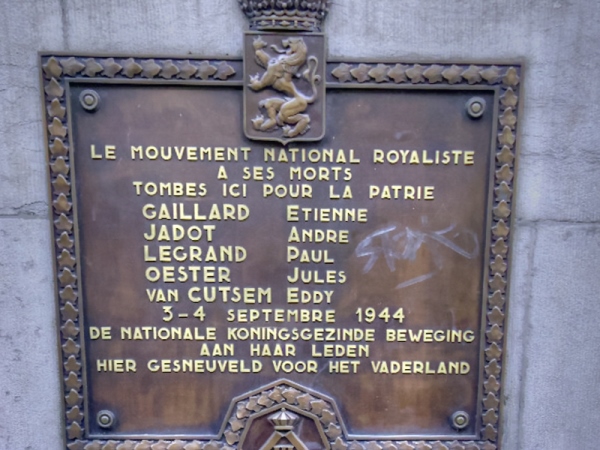 LE MOUVEMENT NATIONAL ROYALISTE
A SES MORTS
TOMBES ICI POUR LA PATRIE
GAILLARD ETIENNE
JADOT ANDRE
LEGRAND PAUL
OESTER JULES
VAN CUTSEM EDDY
3-4 SEPTEMBRE 1944
DE NATIONALE KONINGSGEZINDE BEWEGING
AAN HAAR LEDEN
HIER GESNEUVELD VOOR HET VADERLAND